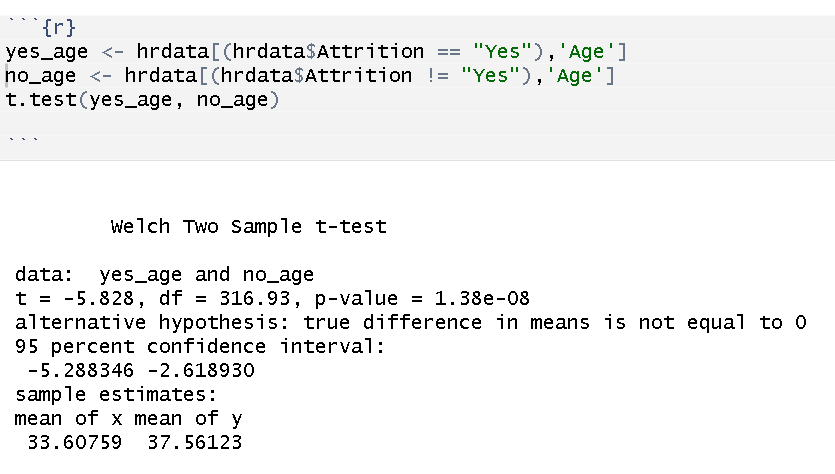 ```{r}
yes_age <- hrdata[(hrdata$Attrition == "Yes"),'Age']
no_age <- hrdata[(hrdata$Attrition != "Yes"),'Age']
t.test(yes_age, no_age)
```
Welch Two Sample t-test
data:  yes_age and no_age
t = -5.828, df = 316.93, p-value = 1.38e-08
alternative hypothesis: true difference in means is not equal to 0
95 percent confidence interval:
 -5.288346 -2.618930
sample estimates:
mean of x mean of y
 33.60759  37.56123